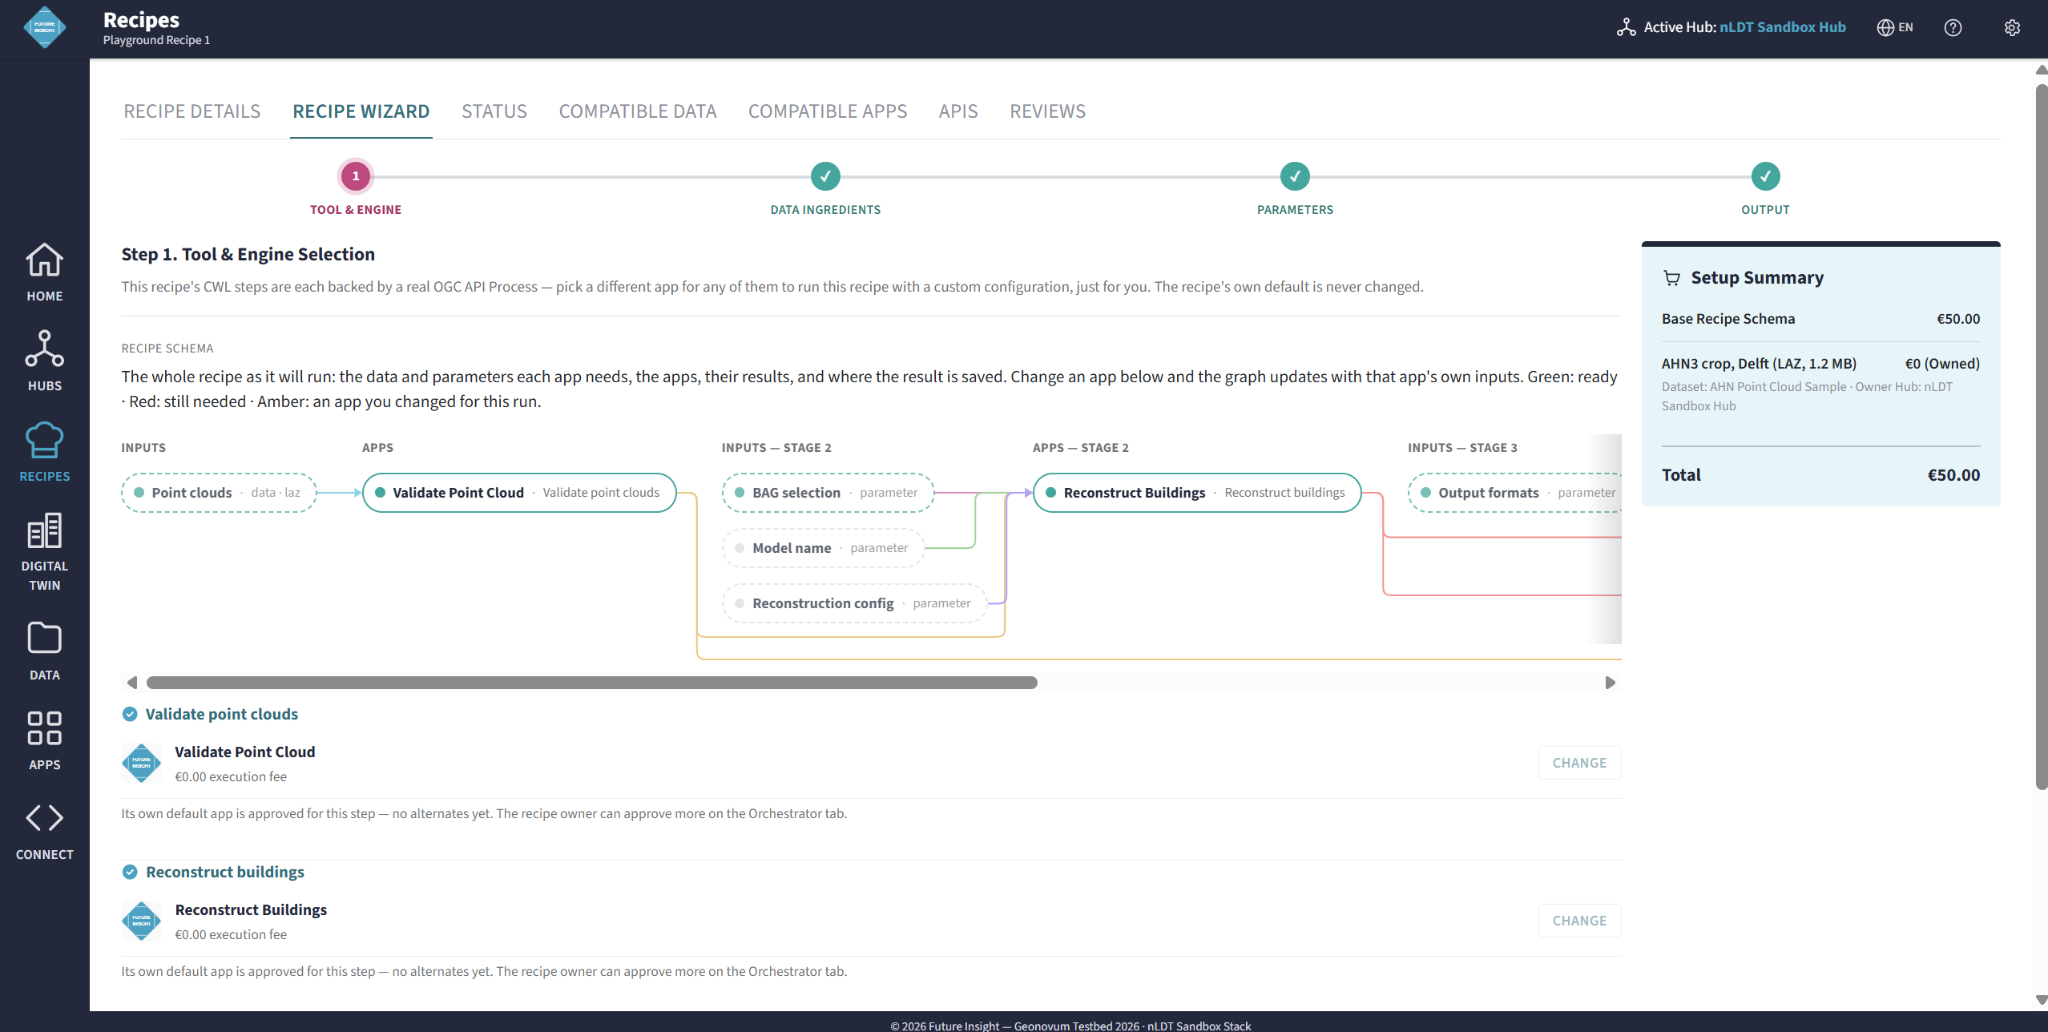 Recipes
Playground Recipe 1
Active Hub: nLDT Sandbox Hub
EN
RECIPE DETAILS
RECIPE WIZARD
STATUS
COMPATIBLE DATA
COMPATIBLE APPS
APIS
REVIEWS
1
TOOL & ENGINE
DATA INGREDIENTS
PARAMETERS
OUTPUT
HOME
HUBS
RECIPES
DIGITAL
TWIN
DATA
APPS
CONNECT
Step 1. Tool & Engine Selection
This recipe's CWL steps are each backed by a real OGC API Process — pick a different app for any of them to run this recipe with a custom configuration, just for you. The recipe's own default is never changed.
RECIPE SCHEMA
The whole recipe as it will run: the data and parameters each app needs, the apps, their results, and where the result is saved. Change an app below and the graph updates with that app's own inputs. Green: ready
· Red: still needed · Amber: an app you changed for this run.
INPUTS
APPS
INPUTS — STAGE 2
APPS — STAGE 2
INPUTS — STAGE 3
Point clouds · data · laz
Validate Point Cloud · Validate point clouds
BAG selection · parameter
Reconstruct Buildings · Reconstruct buildings
Output formats · parameter
Model name · parameter
Reconstruction config · parameter
Validate point clouds
FUTURE
INSIGHT
Validate Point Cloud
€0.00 execution fee
CHANGE
Its own default app is approved for this step — no alternates yet. The recipe owner can approve more on the Orchestrator tab.
Reconstruct buildings
FUTURE
INSIGHT
Reconstruct Buildings
€0.00 execution fee
CHANGE
Its own default app is approved for this step — no alternates yet. The recipe owner can approve more on the Orchestrator tab.
Setup Summary
Base Recipe Schema €50.00
AHN3 crop, Delft (LAZ, 1.2 MB) €0 (Owned)
Dataset: AHN Point Cloud Sample · Owner Hub: nLDT
Sandbox Hub
Total €50.00
© 2026 Future Insight — Geonovum Testbed 2026 · nLDT Sandbox Stack
FUTURE
INSIGHT